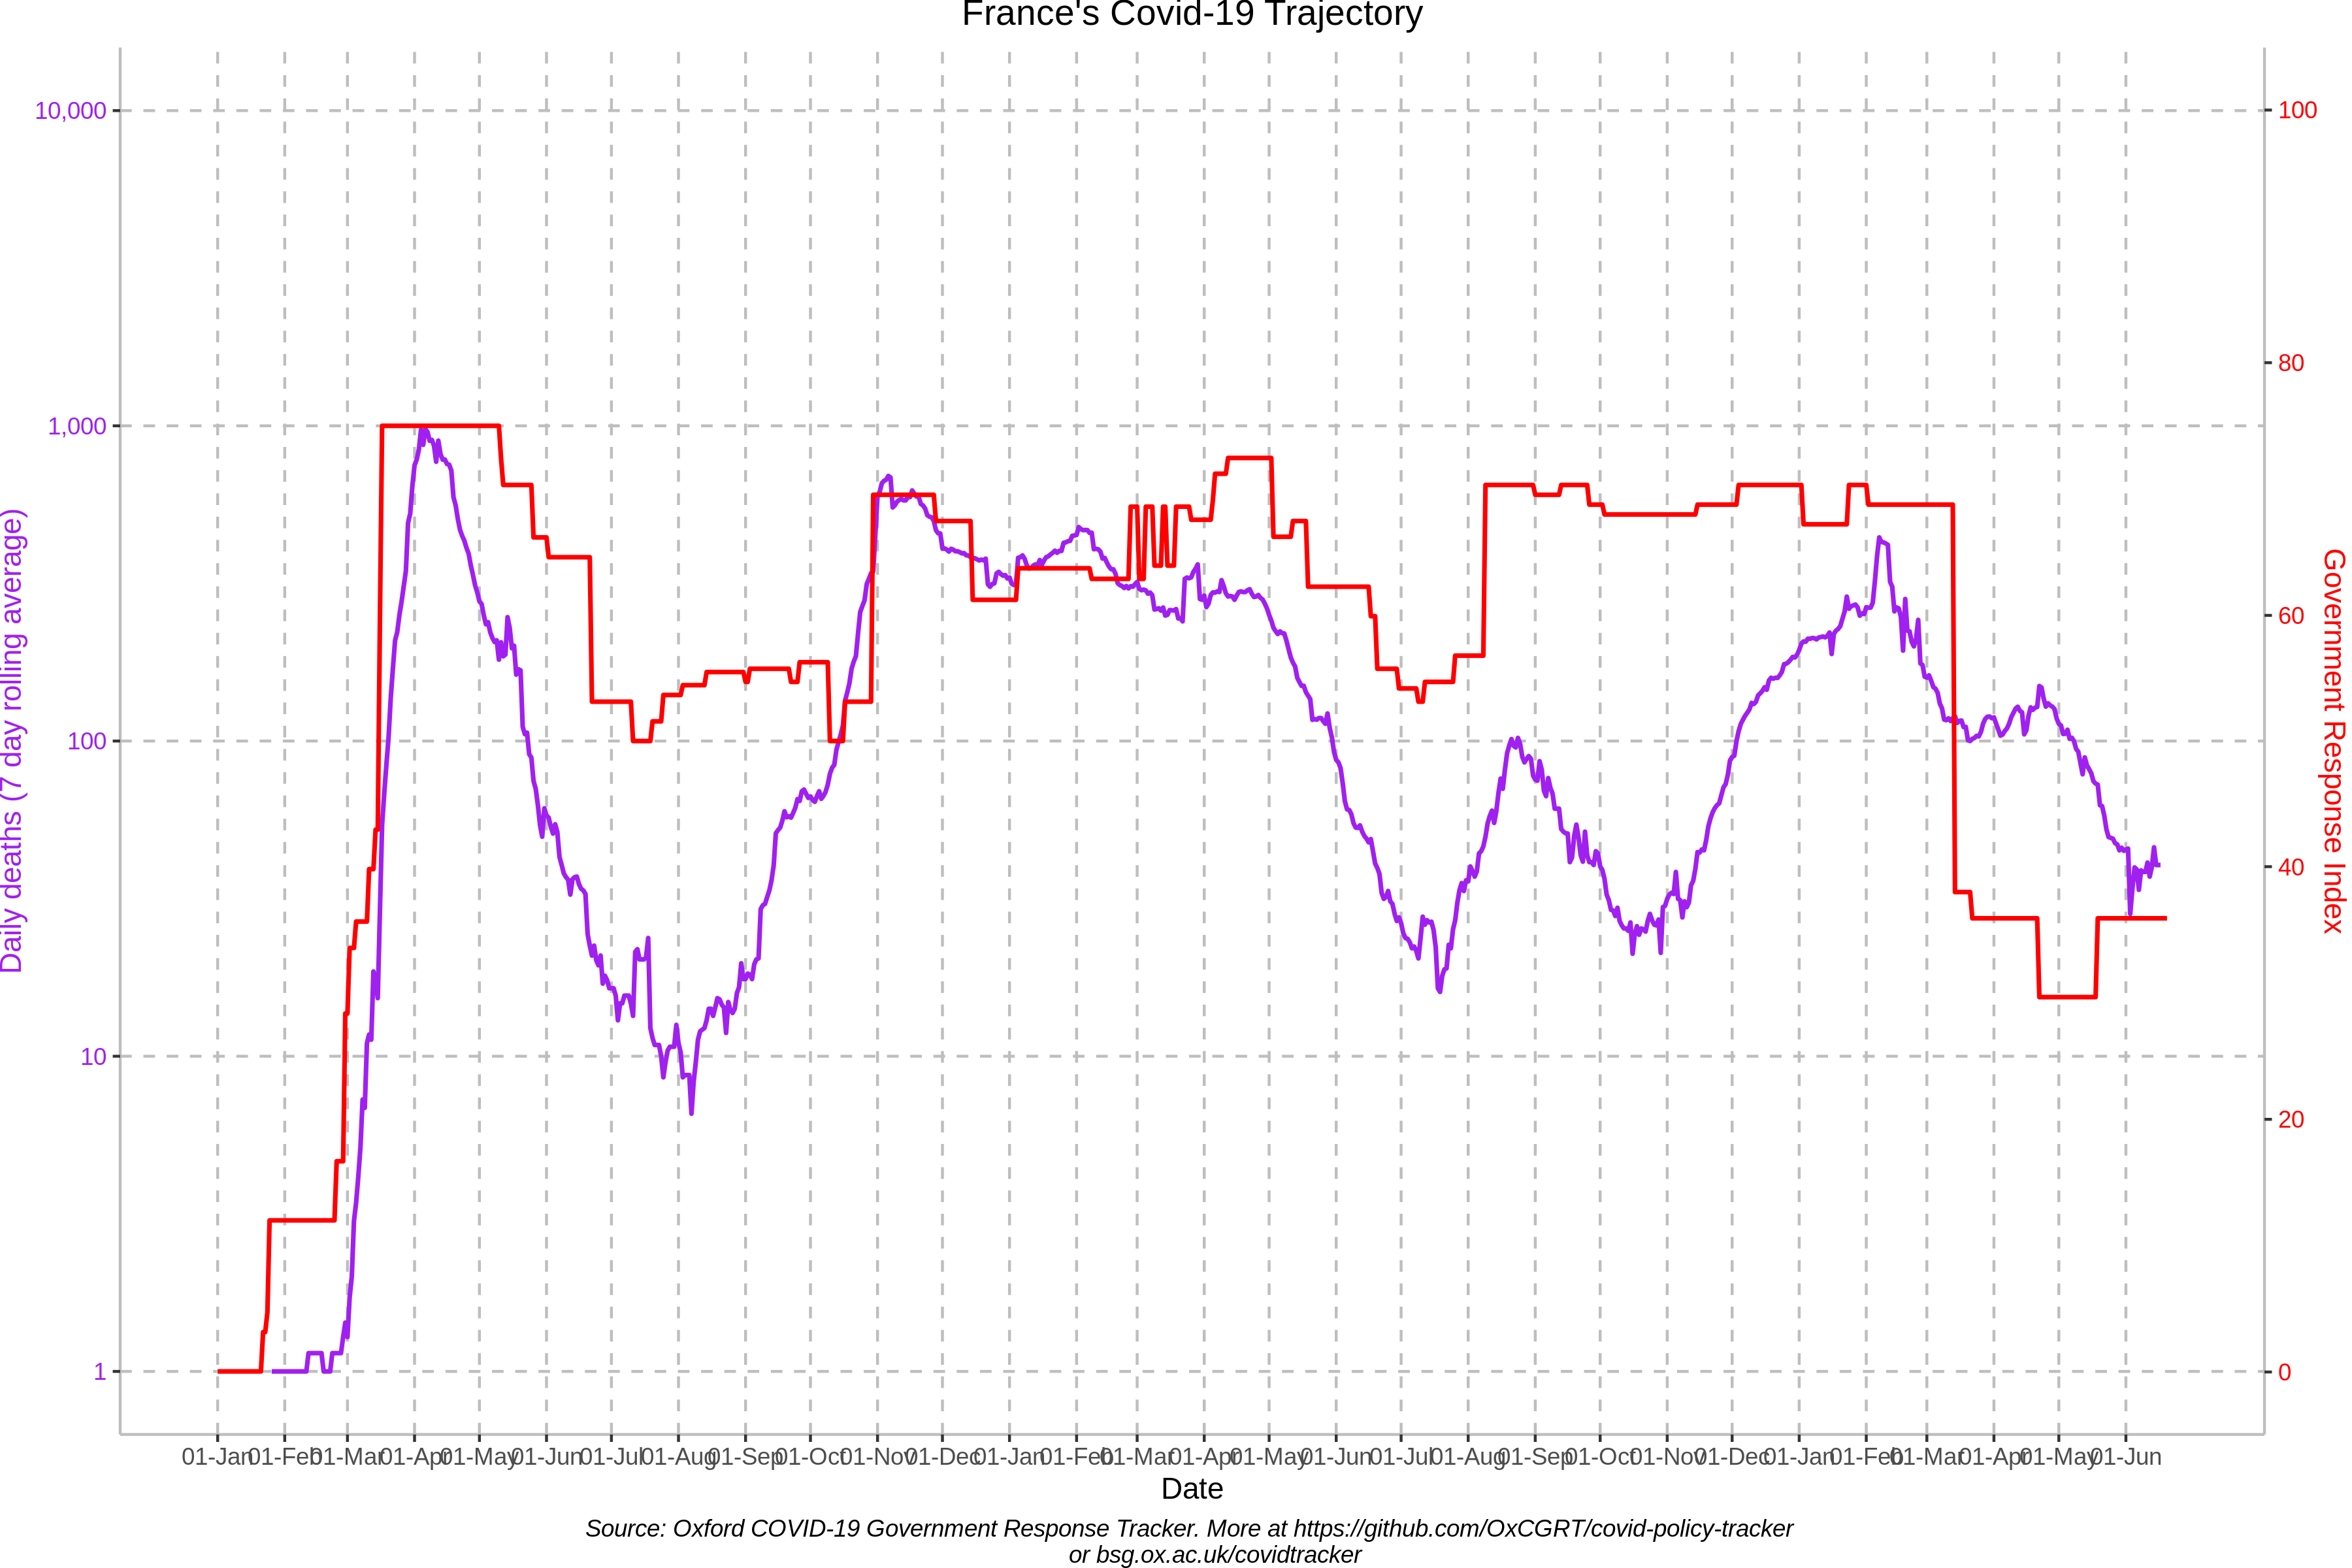 France's Covid-19 Trajectory
10,000
1,000
100
10
1
Daily deaths (7 day rolling average)
100
80
60
40
20
0
Government Response Index
01-Jan 01-Feb 01-Mar 01-Apr 01-May 01-Jun 01-Jul 01-Aug 01-Sep 01-Oct 01-Nov 01-Dec 01-Jan 01-Feb 01-Mar 01-Apr 01-May 01-Jun 01-Jul 01-Aug 01-Sep 01-Oct 01-Nov 01-Dec 01-Jan 01-Feb 01-Mar 01-Apr 01-May 01-Jun
Date
Source: Oxford COVID-19 Government Response Tracker. More at https://github.com/OxCGRT/covid-policy-tracker
or bsg.ox.ac.uk/covidtracker